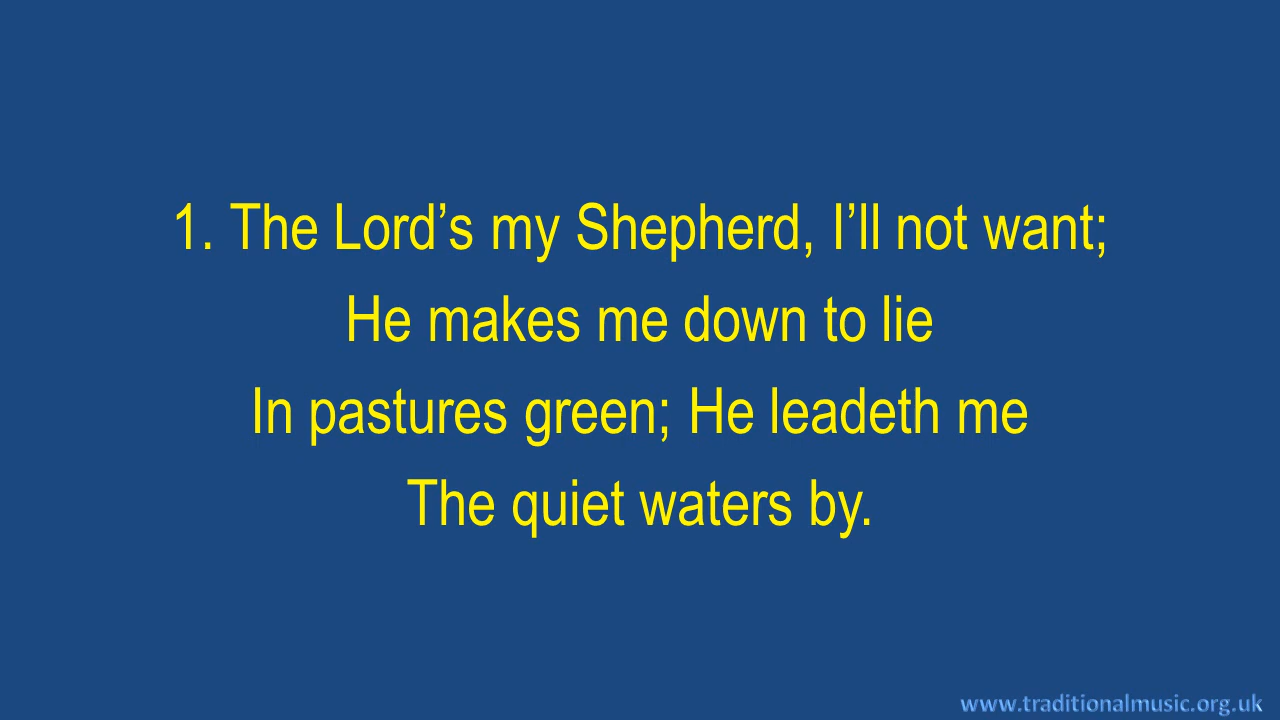 1. The Lord’s my Shepherd, I’ll not want;
He makes me down to lie
In pastures green; He leadeth me
The quiet waters by.
www.traditionalmusic.org.uk